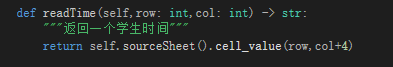 def readTime(self,row: int,col: int) -> str:
"""返回一个学生时间"""
return self.sourceSheet().cell_value(row,col+4)